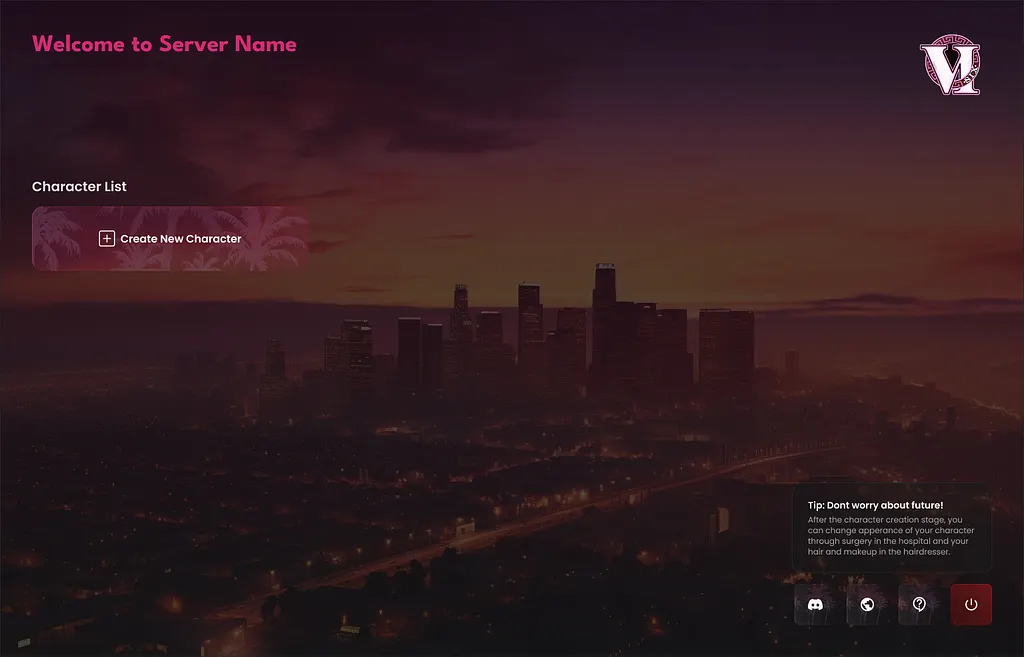 Welcome to Server Name
VI
Character List
Create New Character
Tip: Dont worry about future!
After the character creation stage, you
can change apperance of your character
through surgery in the hospital and your
hair and makeup in the hairdresser.